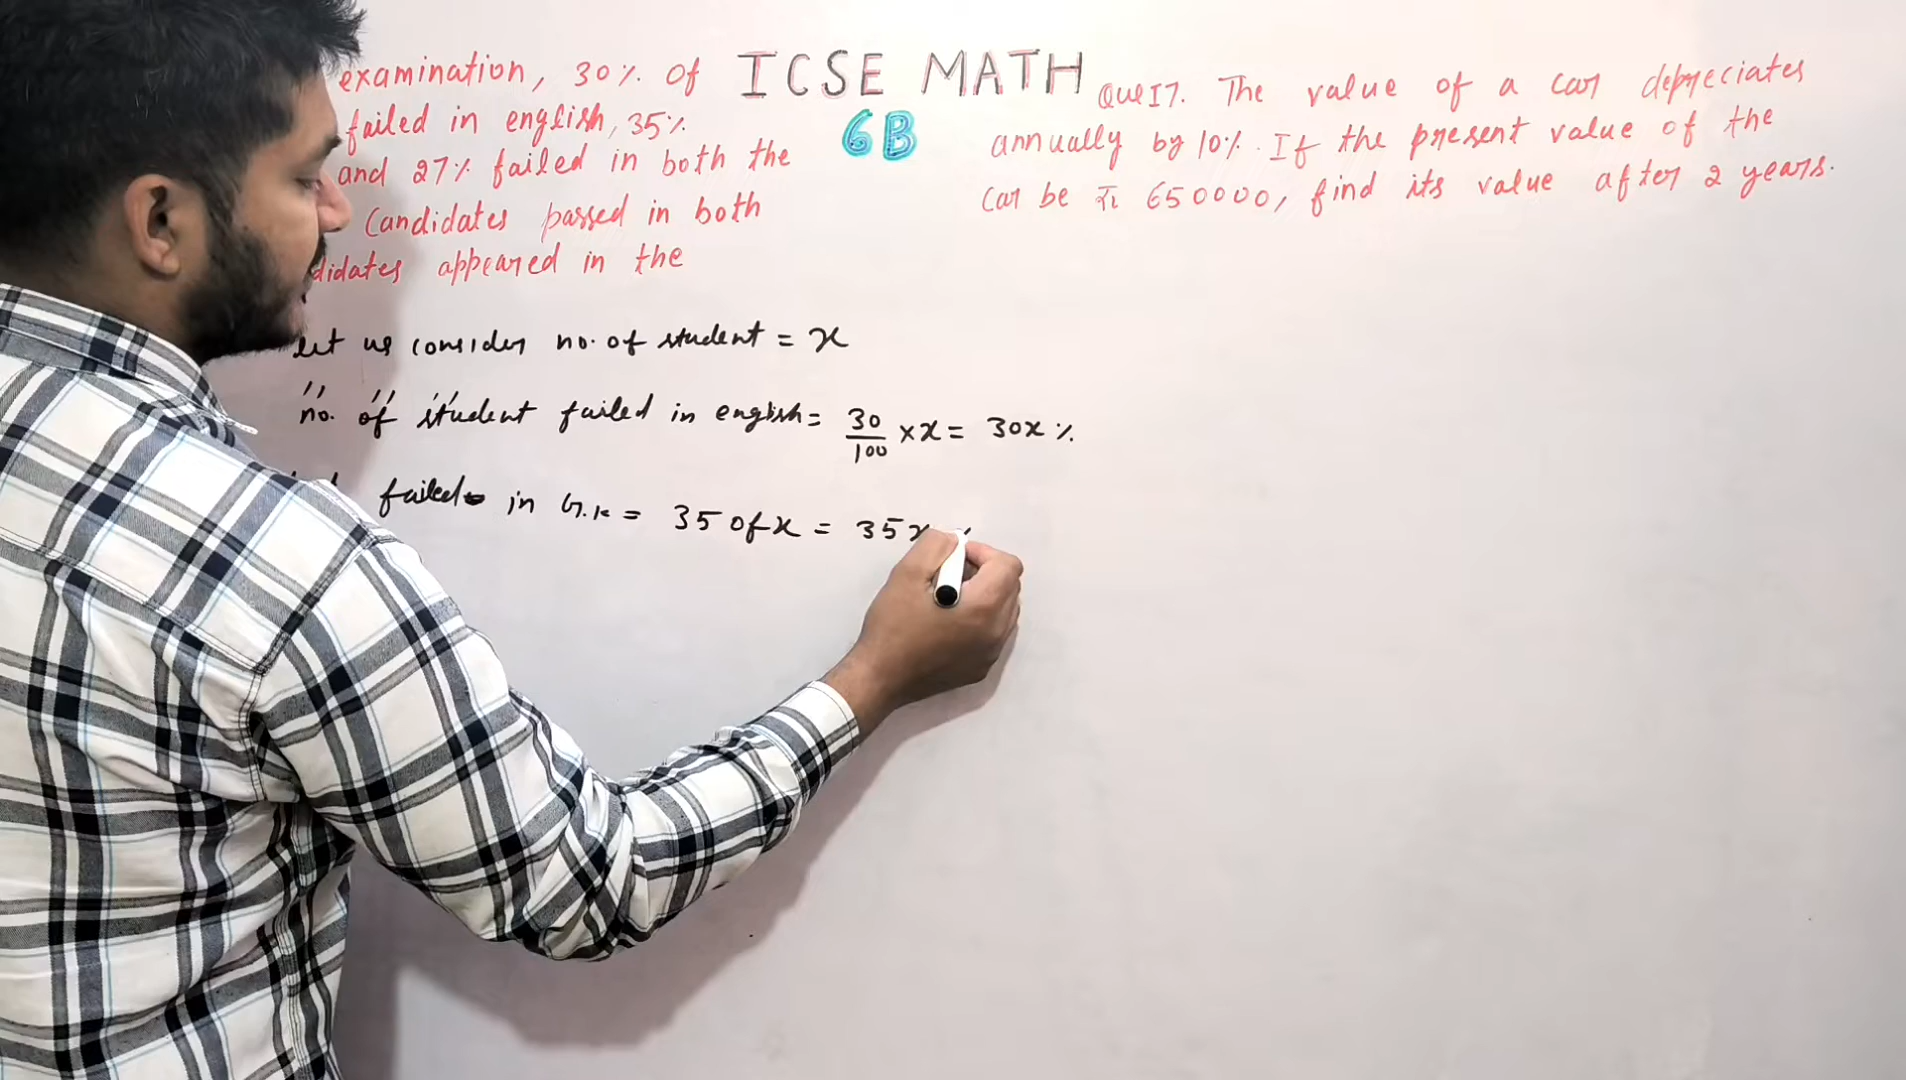 ICSE MATH
6B
examination, 30% of
failed in english, 35%
and 27% failed in both the
Candidates passed in both
didates appeared in the
Que17. The value of a car depreciates
annually by 10%. If the present value of the
car be 650000, find its value after 2 years.
let us consider no. of student = x
no. of student failed in english = 30/100 × x = 30x %
failed in G.K = 35 of x = 35x